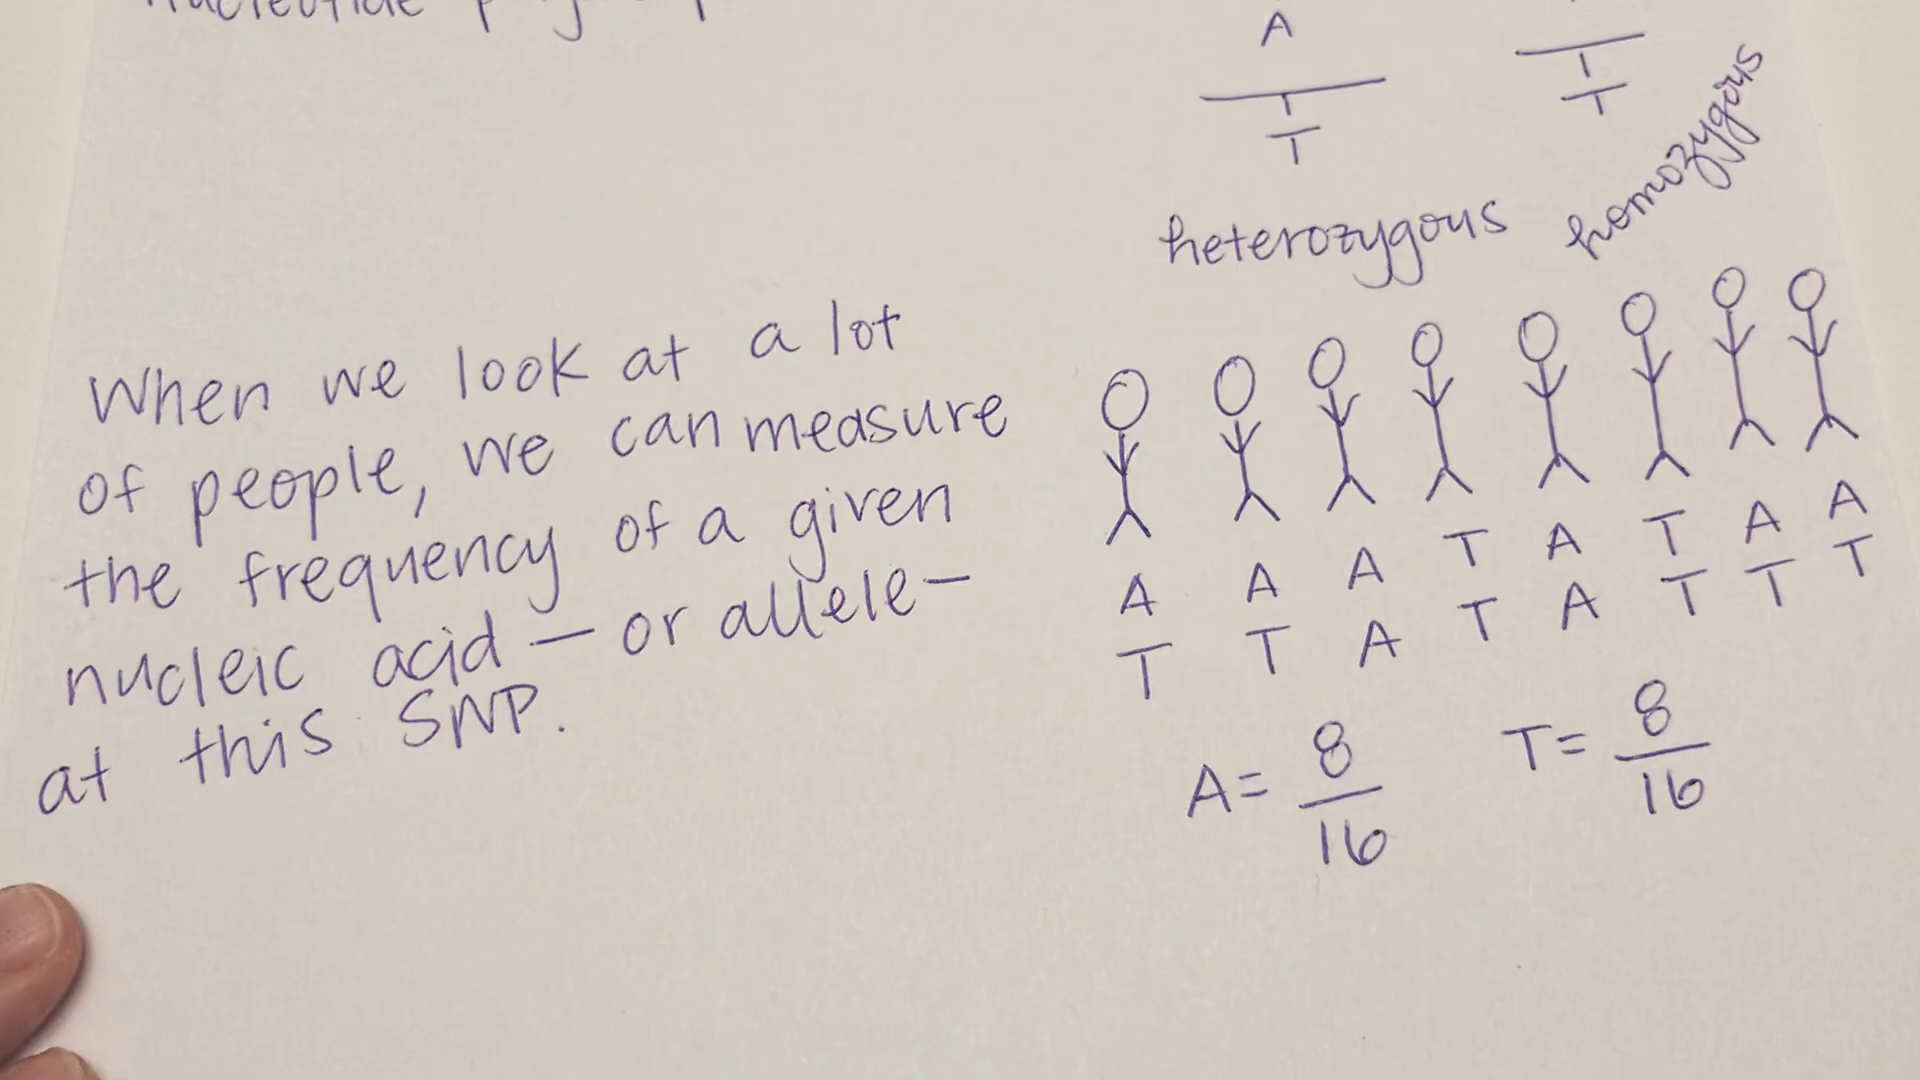 A
T
T
heterozygous
homozygous
When we look at a lot
of people, we can measure
the frequency of a given
nucleic acid — or allele —
at this SNP.
A A A T A T A A
T T A T A T T T
A = 8/16 T = 8/16